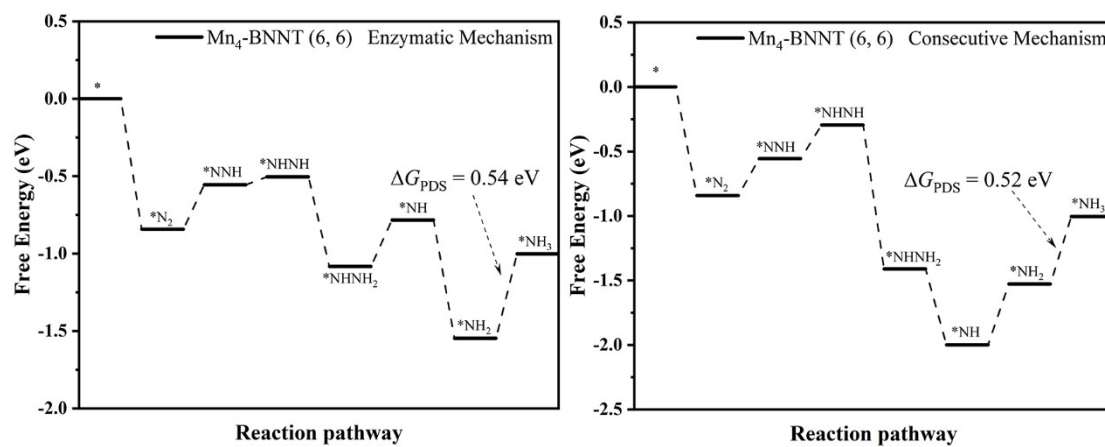 Mn₄-BNNT (6, 6) Enzymatic Mechanism
0.5
0.0
-0.5
-1.0
-1.5
-2.0
Free Energy (eV)
*
*N₂
*NNH
*NHNH
*NHNH₂
*NH
*NH₂
*NH₃
ΔG_PDS = 0.54 eV
Reaction pathway
Mn₄-BNNT (6, 6) Consecutive Mechanism
0.5
0.0
-0.5
-1.0
-1.5
-2.0
-2.5
Free Energy (eV)
*
*N₂
*NNH
*NHNH
*NHNH₂
*NH
*NH₂
*NH₃
ΔG_PDS = 0.52 eV
Reaction pathway